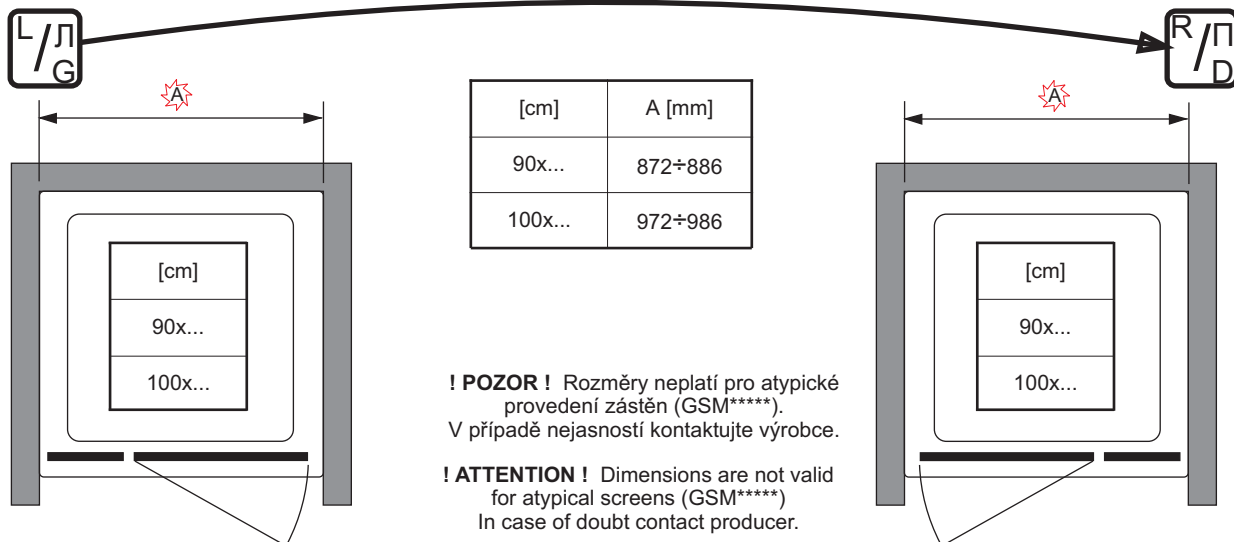 L/Л G
R/П D
A
A
[cm] A [mm]
90x... 872÷886
100x... 972÷986
[cm]
90x...
100x...
[cm]
90x...
100x...
! POZOR ! Rozměry neplatí pro atypické
provedení zástěn (GSM*****).
V případě nejasností kontaktujte výrobce.
! ATTENTION ! Dimensions are not valid
for atypical screens (GSM*****)
In case of doubt contact producer.